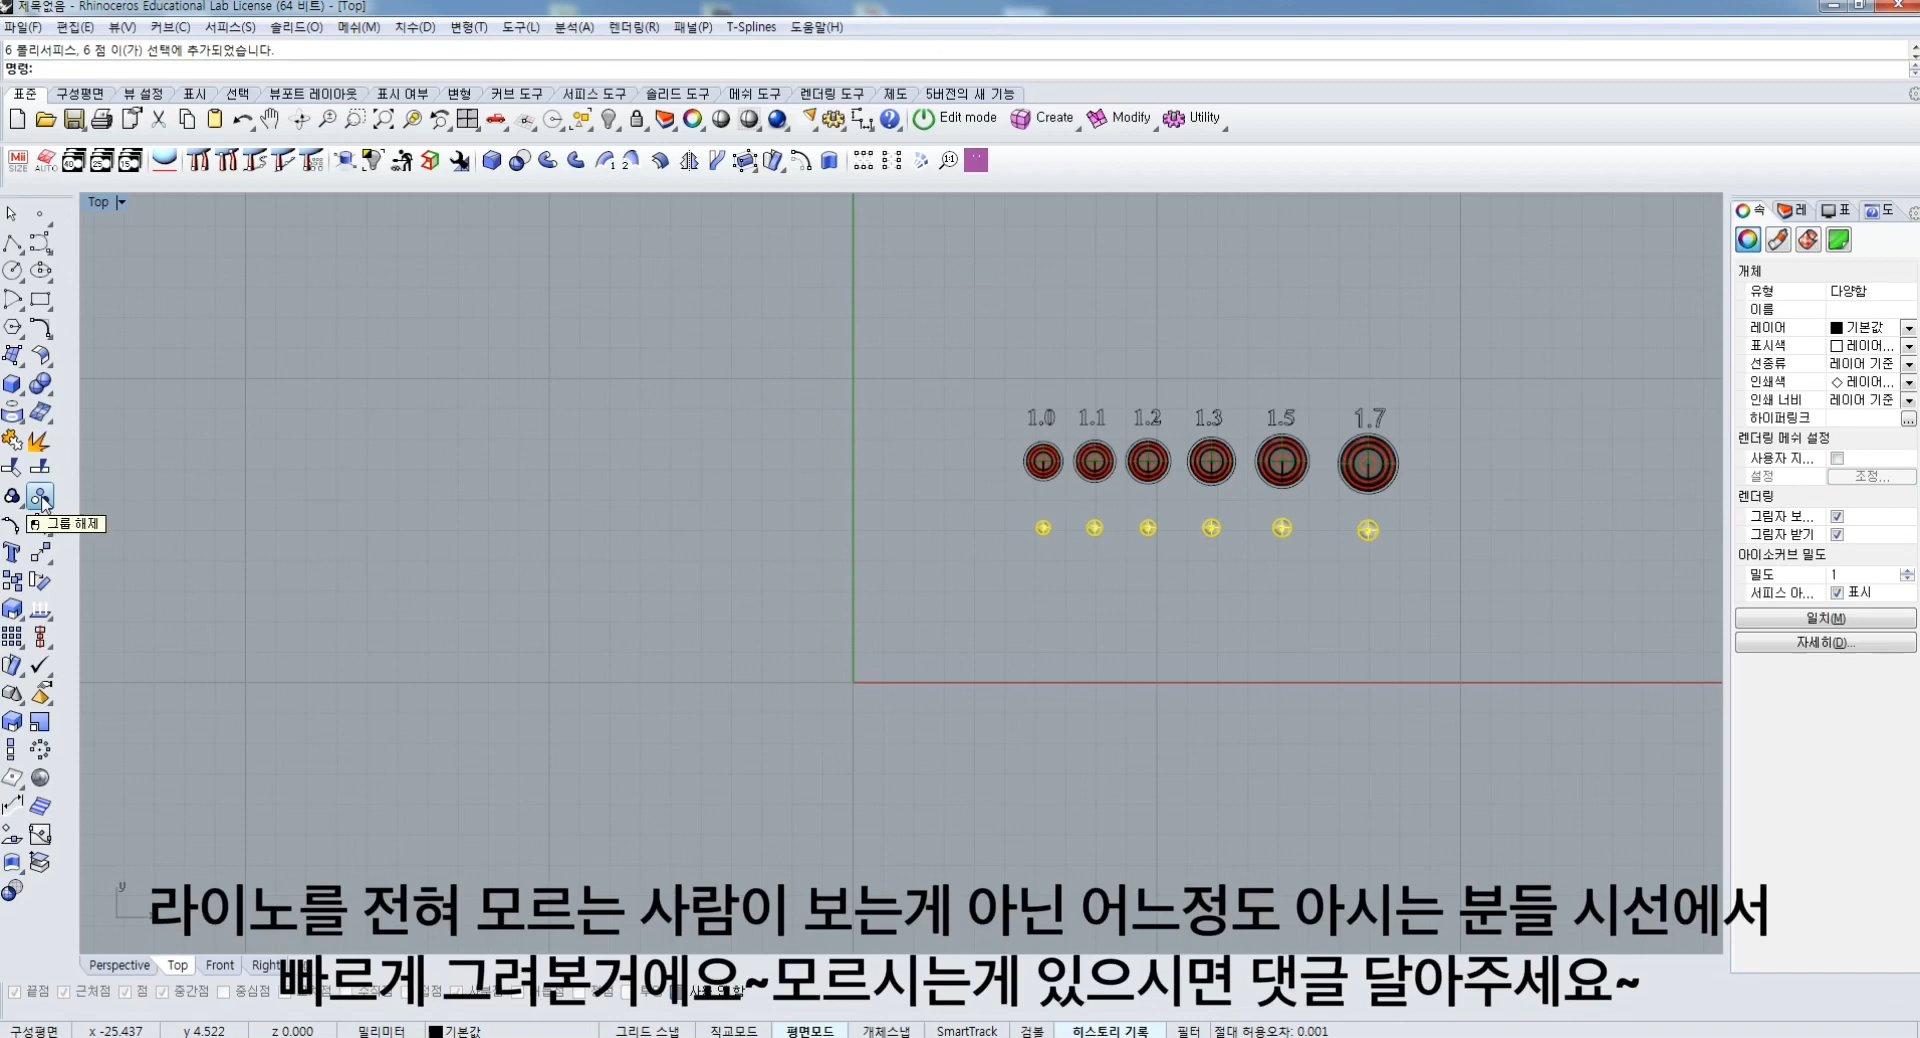 제목없음 - Rhinoceros Educational Lab License (64 비트) - [Top]
파일(F) 편집(E) 뷰(V) 커브(C) 서피스(S) 솔리드(O) 메쉬(M) 치수(D) 변형(T) 도구(L) 분석(A) 렌더링(R) 패널(P) T-Splines 도움말(H)
6 폴리서피스, 6 점 이(가) 선택에 추가되었습니다.
명령:
표준 구성평면 뷰 설정 표시 선택 뷰포트 레이아웃 표시 여부 변형 커브 도구 서피스 도구 솔리드 도구 메쉬 도구 렌더링 도구 제도 5버전의 새 기능
Edit mode Create Modify Utility
Mii SIZE AUTO 40 25 15 1 2 1:1
Top
속 레 표 도
개체
유형 다양함
이름
레이어 기본값
표시색 레이어...
선종류 레이어 기준
인쇄색 레이어...
인쇄 너비 레이어 기준
하이퍼링크 ...
렌더링 메쉬 설정
사용자 지...
설정 조정...
렌더링
그림자 보...
그림자 받기
아이소커브 밀도
밀도 1
서피스 아... 표시
일치(M)
자세히(D)...
1.0 1.1 1.2 1.3 1.5 1.7
그룹 해제
y
라이노를 전혀 모르는 사람이 보는게 아닌 어느정도 아시는 분들 시선에서
빠르게 그려본거에요~모르시는게 있으시면 댓글 달아주세요~
Perspective Top Front Right
끝점 근처점 점 중간점 중심점
구성평면 x -25.437 y 4.522 z 0.000 밀리미터 기본값 그리드 스냅 직교모드 평면모드 개체스냅 SmartTrack 검볼 히스토리 기록 필터 절대 허용오차: 0.001